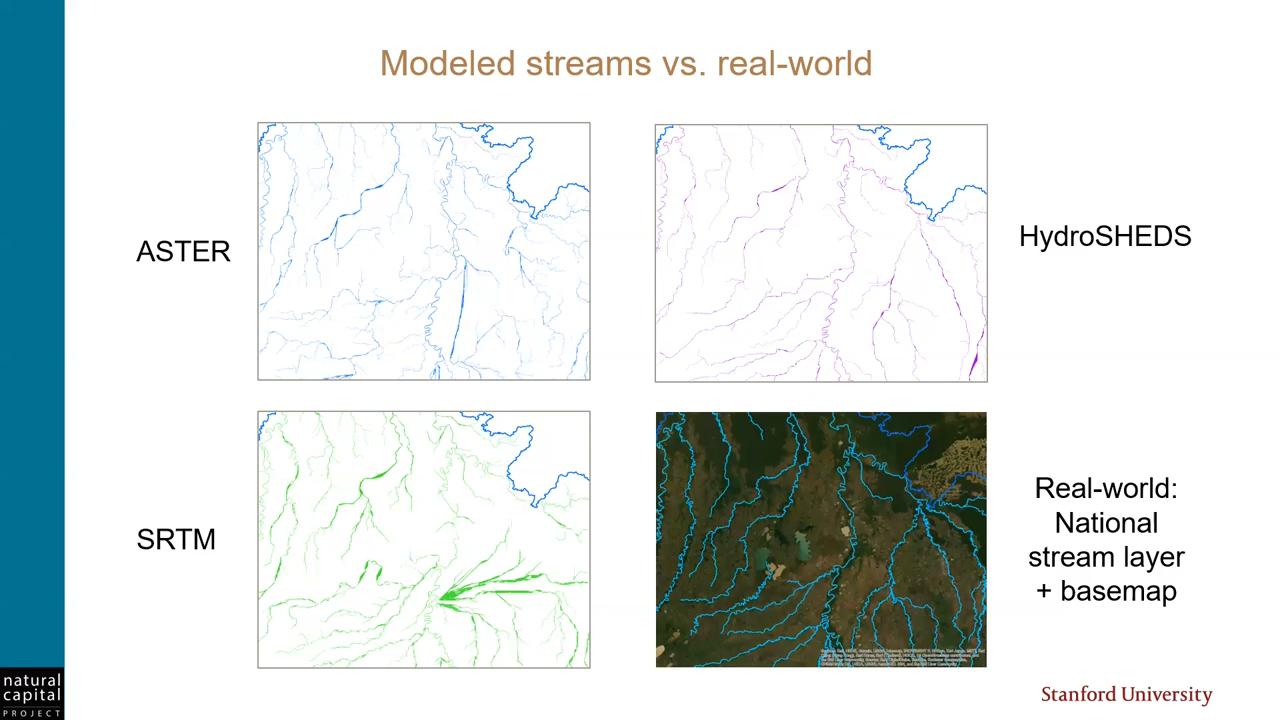 Modeled streams vs. real-world
ASTER
HydroSHEDS
SRTM
Real-world:
National
stream layer
+ basemap
natural
capital
PROJECT
Stanford University